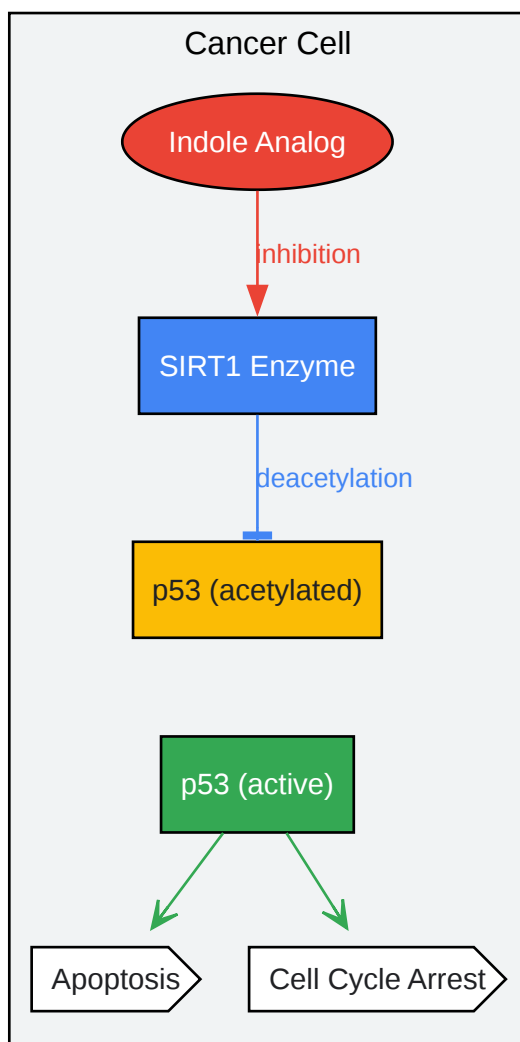 Cancer Cell
Indole Analog
inhibition
SIRT1 Enzyme
deacetylation
p53 (acetylated)
p53 (active)
Apoptosis
Cell Cycle Arrest